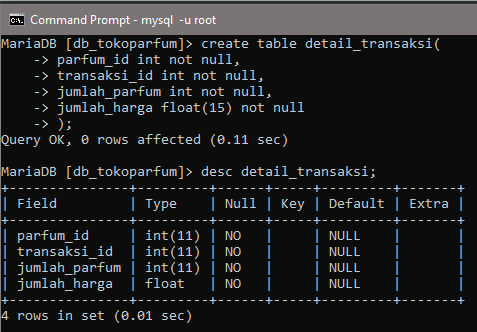 Command Prompt - mysql -u root
MariaDB [db_tokoparfum]> create table detail_transaksi(
    -> parfum_id int not null,
    -> transaksi_id int not null,
    -> jumlah_parfum int not null,
    -> jumlah_harga float(15) not null
    -> );
Query OK, 0 rows affected (0.11 sec)

MariaDB [db_tokoparfum]> desc detail_transaksi;
+---------------+---------+------+-----+---------+-------+
| Field         | Type    | Null | Key | Default | Extra |
+---------------+---------+------+-----+---------+-------+
| parfum_id     | int(11) | NO   |     | NULL    |       |
| transaksi_id  | int(11) | NO   |     | NULL    |       |
| jumlah_parfum | int(11) | NO   |     | NULL    |       |
| jumlah_harga  | float   | NO   |     | NULL    |       |
+---------------+---------+------+-----+---------+-------+
4 rows in set (0.01 sec)